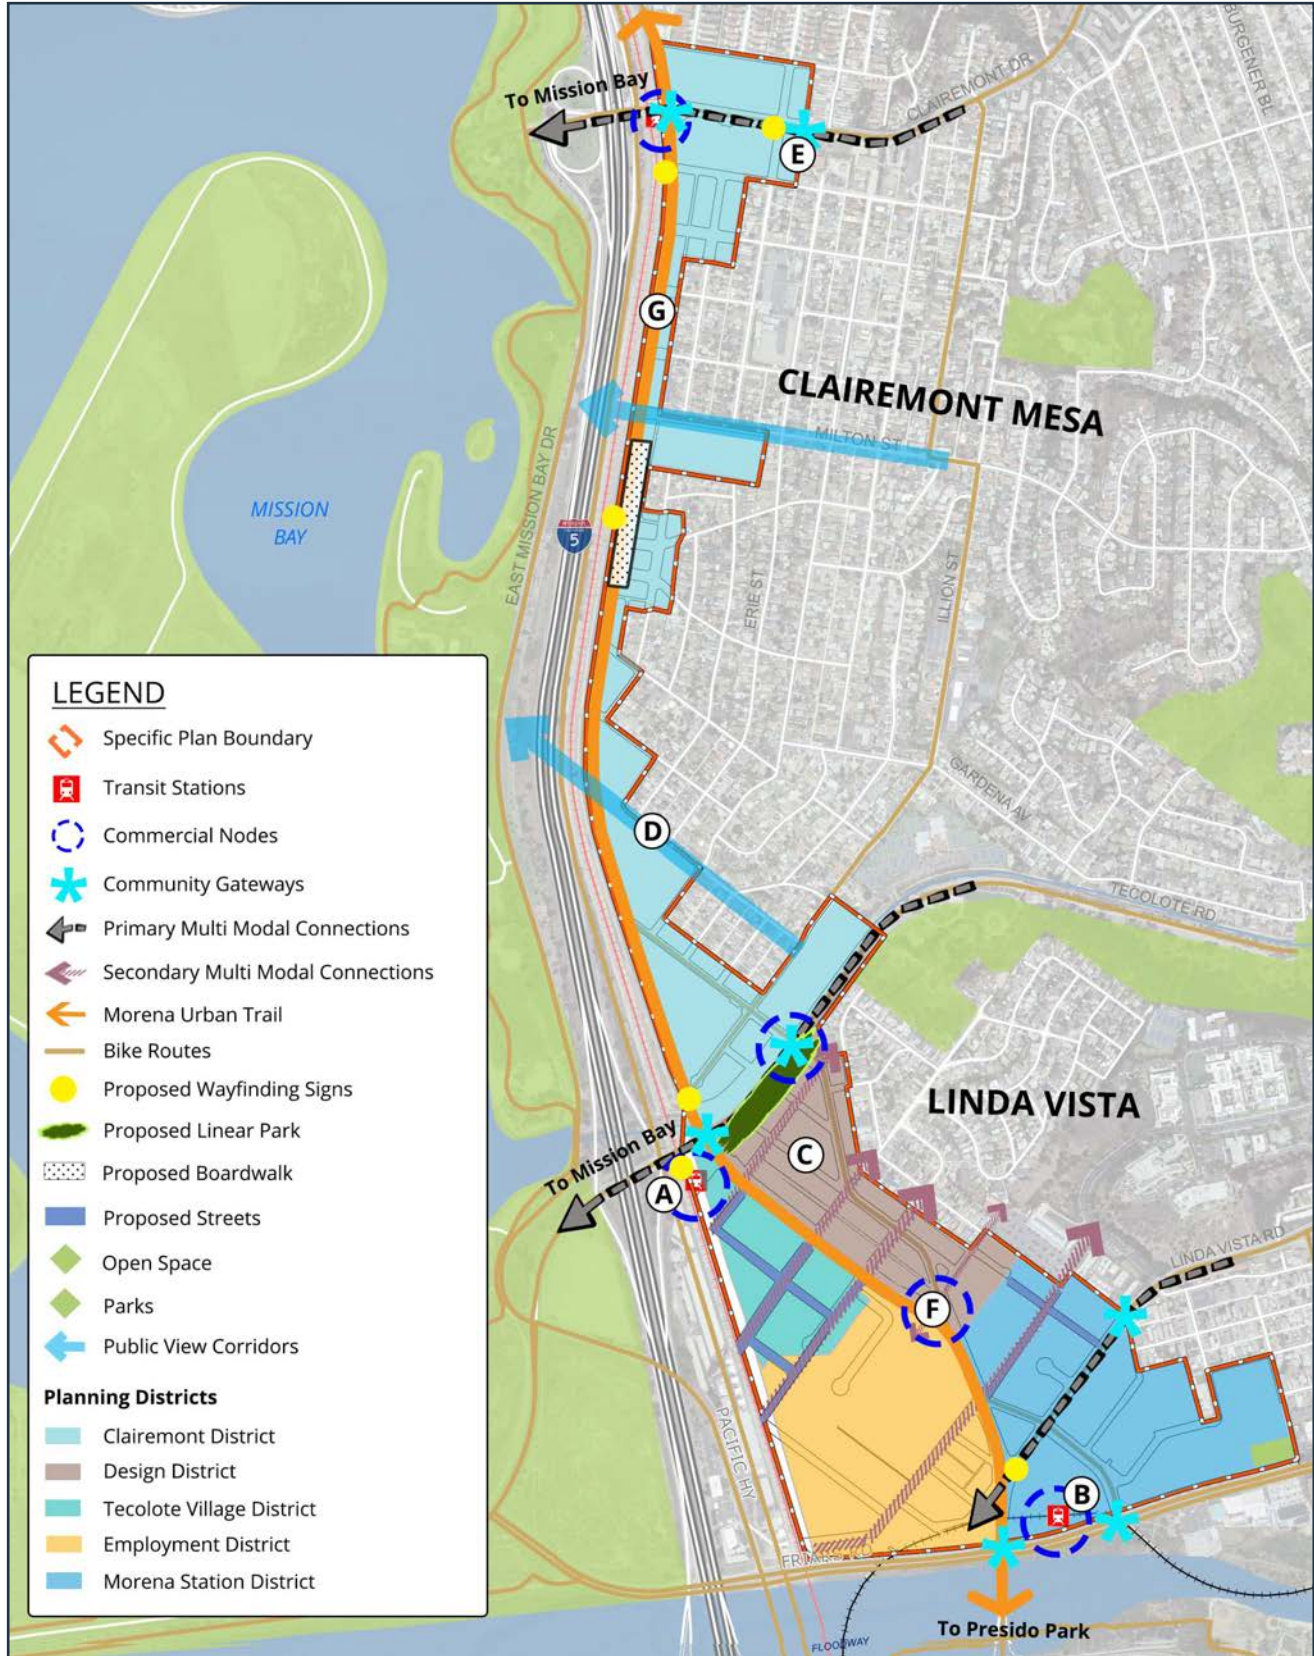 BURGENER BL
CLAIREMONT DR
To Mission Bay
E
G
CLAIREMONT MESA
MILTON ST
EAST MISSION BAY DR
MISSION
BAY
5
ERIE ST
ILLION ST
GARDENA AV
D
TECOLOTE RD
LINDA VISTA
To Mission Bay
C
A
LINDA VISTA RD
F
PACIFIC HY
B
FRIARS RD
To Presido Park
FLOODWAY
LEGEND
Specific Plan Boundary
Transit Stations
Commercial Nodes
Community Gateways
Primary Multi Modal Connections
Secondary Multi Modal Connections
Morena Urban Trail
Bike Routes
Proposed Wayfinding Signs
Proposed Linear Park
Proposed Boardwalk
Proposed Streets
Open Space
Parks
Public View Corridors
Planning Districts
Clairemont District
Design District
Tecolote Village District
Employment District
Morena Station District